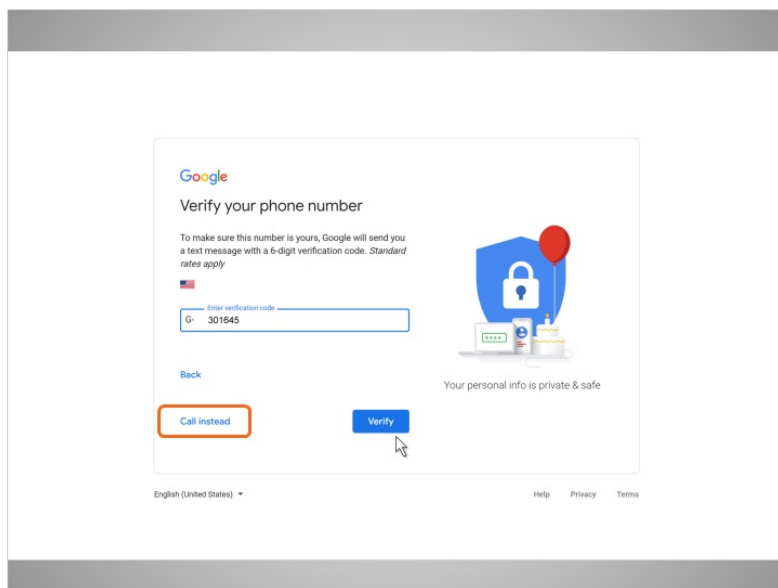 Google
Verify your phone number
To make sure this number is yours, Google will send you
a text message with a 6-digit verification code. Standard
rates apply
Enter verification code
G- 301645
Back
Your personal info is private & safe
Call instead
Verify
English (United States)
Help Privacy Terms